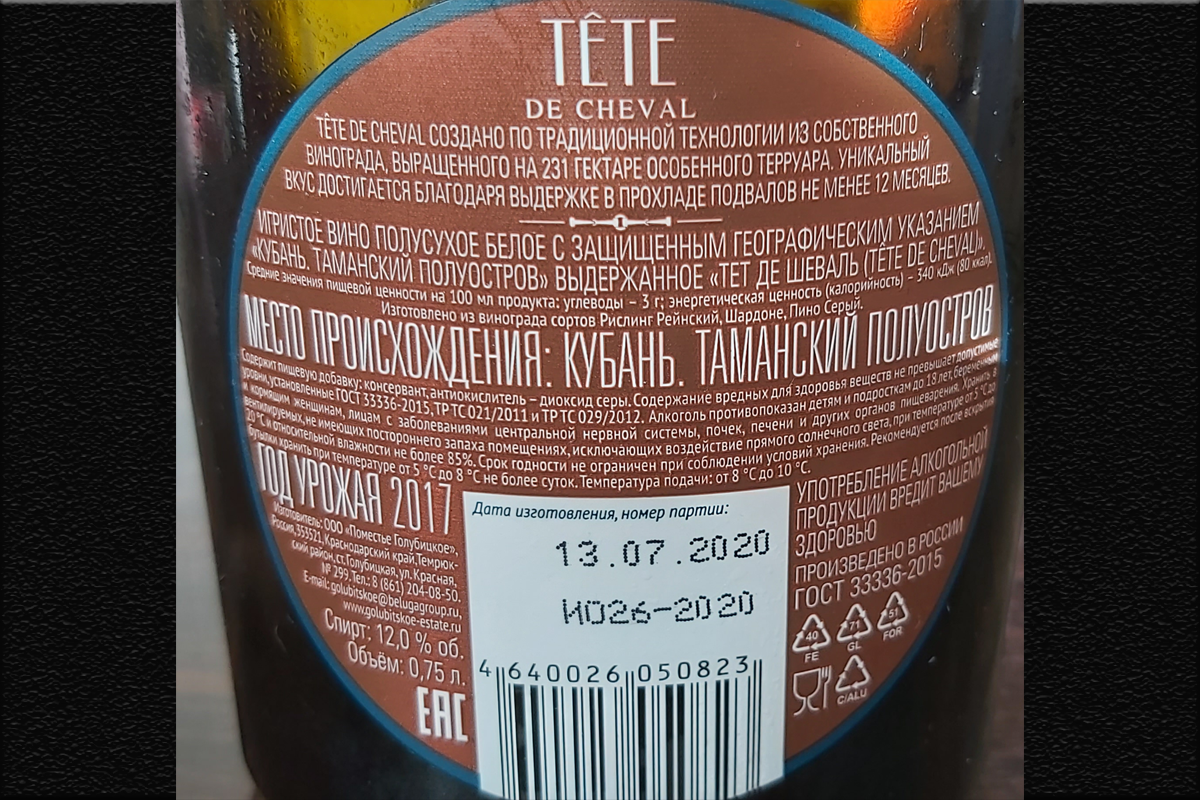 TÊTE
DE CHEVAL
TÊTE DE CHEVAL СОЗДАНО ПО ТРАДИЦИОННОЙ ТЕХНОЛОГИИ ИЗ СОБСТВЕННОГО
ВИНОГРАДА, ВЫРАЩЕННОГО НА 231 ГЕКТАРЕ ОСОБЕННОГО ТЕРРУАРА. УНИКАЛЬНЫЙ
ВКУС ДОСТИГАЕТСЯ БЛАГОДАРЯ ВЫДЕРЖКЕ В ПРОХЛАДЕ ПОДВАЛОВ НЕ МЕНЕЕ 12 МЕСЯЦЕВ.
ИГРИСТОЕ ВИНО ПОЛУСУХОЕ БЕЛОЕ С ЗАЩИЩЕННЫМ ГЕОГРАФИЧЕСКИМ УКАЗАНИЕМ
«КУБАНЬ. ТАМАНСКИЙ ПОЛУОСТРОВ» ВЫДЕРЖАННОЕ «ТЕТ ДЕ ШЕВАЛЬ (TÊTE DE CHEVAL)».
Средние значения пищевой ценности на 100 мл продукта: углеводы – 3 г; энергетическая ценность (калорийность) – 340 кДж (80 ккал).
Изготовлено из винограда сортов Рислинг Рейнский, Шардоне, Пино Серый.
МЕСТО ПРОИСХОЖДЕНИЯ: КУБАНЬ. ТАМАНСКИЙ ПОЛУОСТРОВ
Содержит пищевую добавку: консервант, антиокислитель – диоксид серы. Содержание вредных для здоровья веществ не превышает допустимые
уровни, установленные ГОСТ 33336-2015, ТР ТС 021/2011 и ТР ТС 029/2012. Алкоголь противопоказан детям и подросткам до 18 лет, беременным
и кормящим женщинам, лицам с заболеваниями центральной нервной системы, почек, печени и других органов пищеварения. Хранить в
вентилируемых, не имеющих постороннего запаха помещениях, исключающих воздействие прямого солнечного света, при температуре от 5 °С до
20 °С и относительной влажности не более 85%. Срок годности не ограничен при соблюдении условий хранения. Рекомендуется после вскрытия
бутылки хранить при температуре от 5 °С до 8 °С не более суток. Температура подачи: от 8 °С до 10 °С.
ГОД УРОЖАЯ 2017
Изготовитель: ООО «Поместье Голубицкое»,
Россия, 353521, Краснодарский край, Темрюк-
ский район, ст. Голубицкая, ул. Красная,
№ 299. Тел.: 8 (861) 204-08-50.
E-mail: golubitskoe@belugagroup.ru,
www.golubitskoe-estate.ru
Спирт: 12,0 % об.
Объём: 0,75 л.
EAC
Дата изготовления, номер партии:
13.07.2020
ИО26-2020
4 640026 050823
УПОТРЕБЛЕНИЕ АЛКОГОЛЬНОЙ
ПРОДУКЦИИ ВРЕДИТ ВАШЕМУ
ЗДОРОВЬЮ
ПРОИЗВЕДЕНО В РОССИИ
ГОСТ 33336-2015
40
FE
71
GL
51
FOR
C/ALU